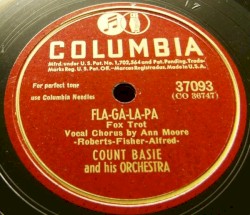 COLUMBIA
Mfrd. under U.S. Pat. No. 1,702,564 and Pat. Pending. Trade-
Marks Reg. U.S. Pat. Off.—Marcas Registradas. Made in U.S.A.
For perfect tone
use Columbia Needles
37093
(CO 36747)
FLA-GA-LA-PA
Fox Trot
Vocal Chorus by Ann Moore
-Roberts-Fisher-Alfred-
COUNT BASIE
and his ORCHESTRA